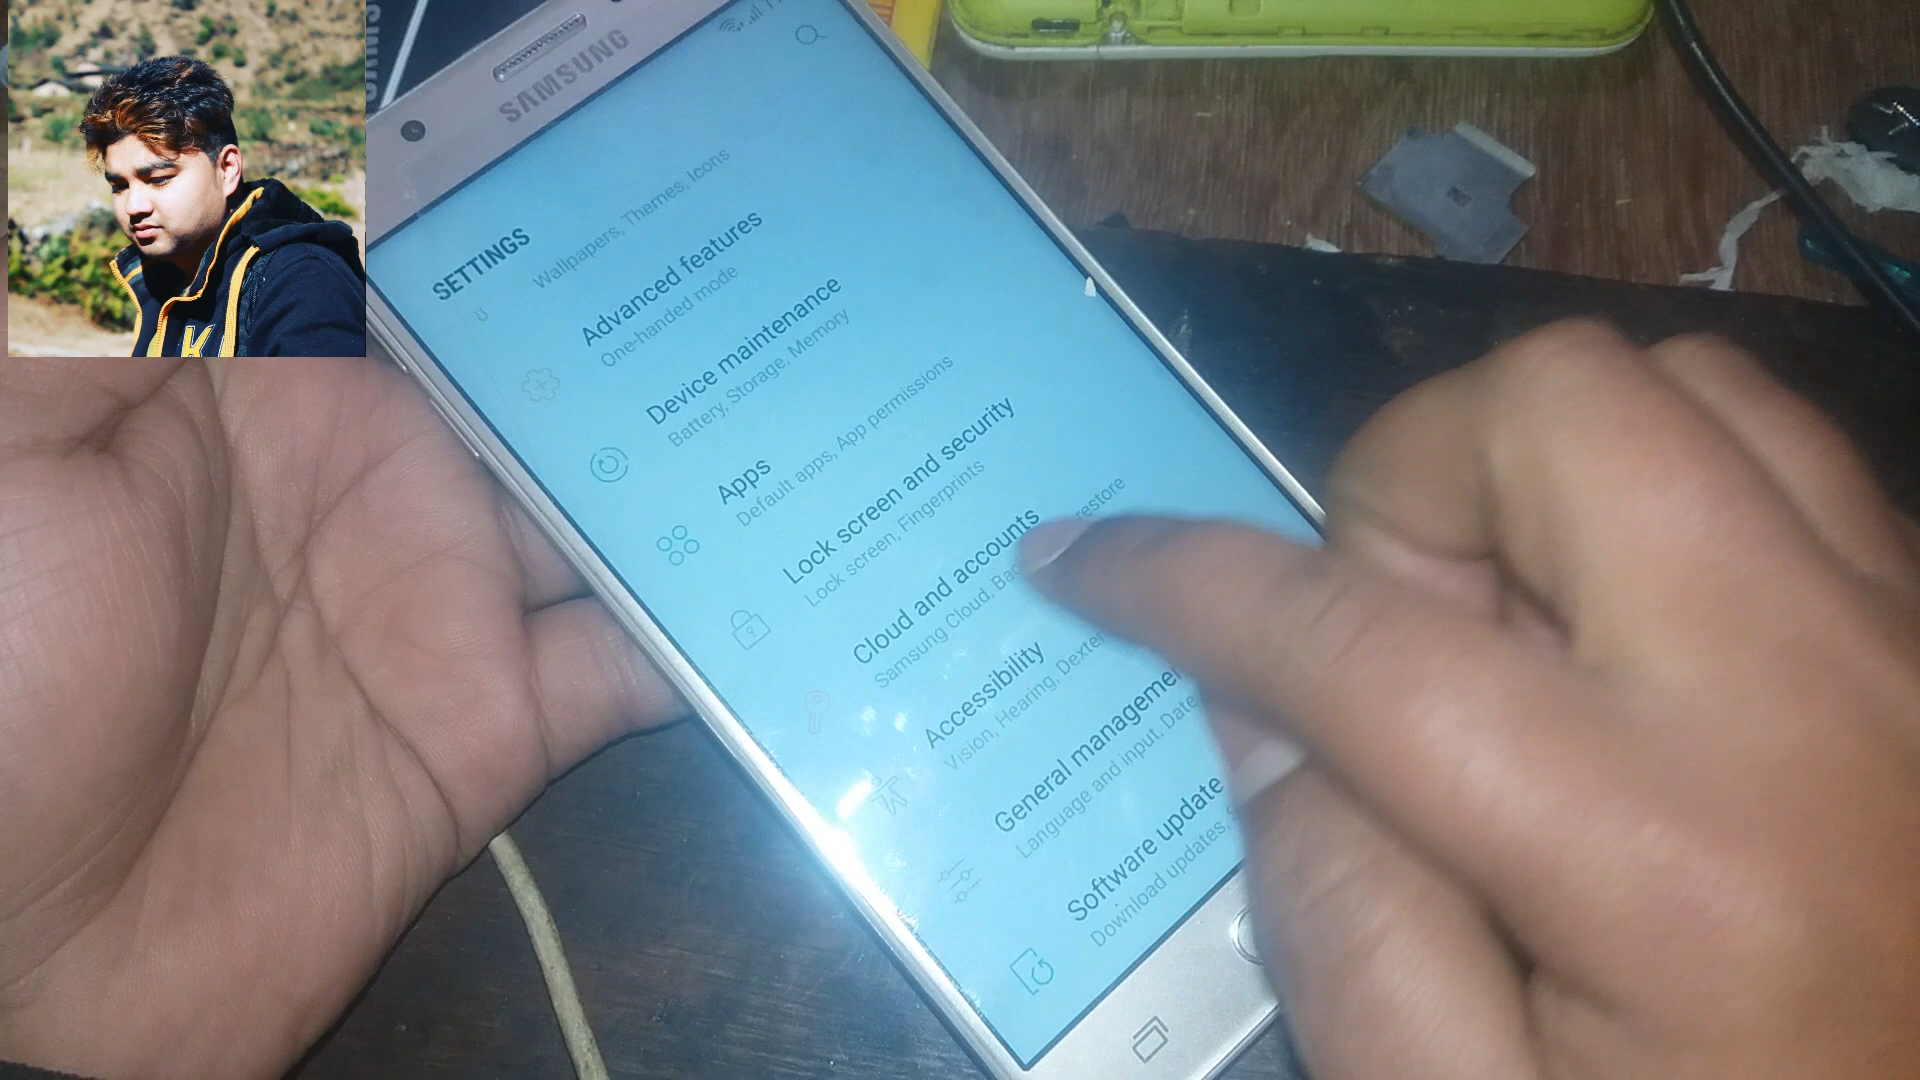 SAMSUNG
SETTINGS
Wallpapers, Themes, Icons
Advanced features
One-handed mode
Device maintenance
Battery, Storage, Memory
Apps
Default apps, App permissions
Lock screen and security
Lock screen, Fingerprints
Cloud and accounts
Samsung Cloud, restore
Accessibility
Vision, Hearing,
General
Language and input, Date
Software update
Download updates,
K